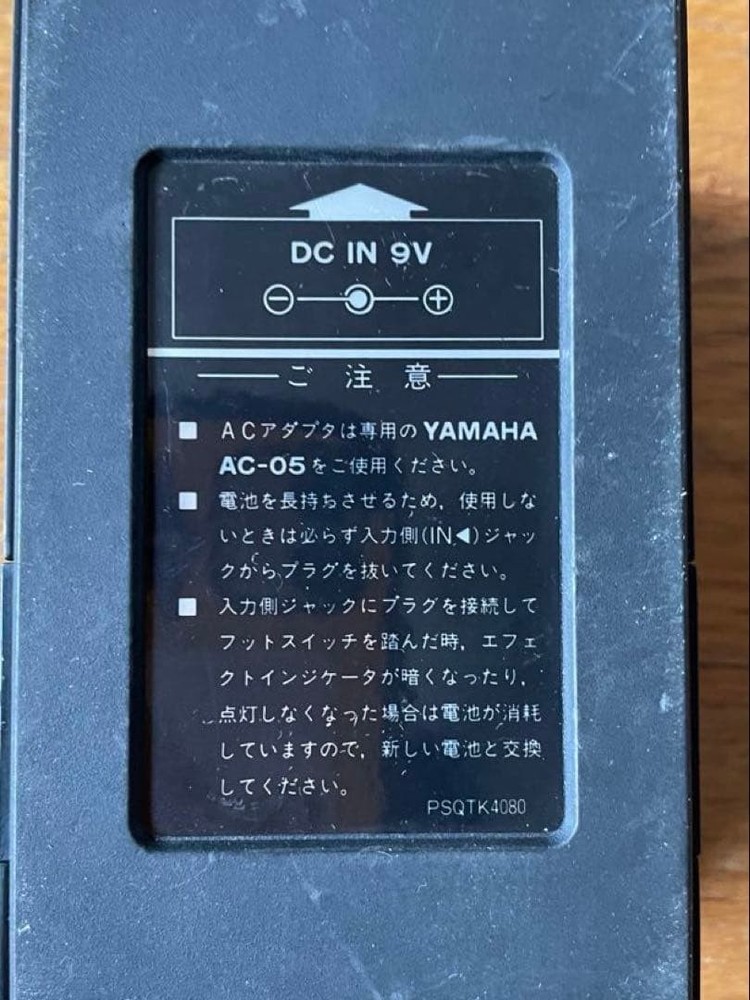 DC IN 9V
⊖ ⊕
ご注意
■ ACアダプタは専用のYAMAHA
AC-05をご使用ください。
■ 電池を長持ちさせるため，使用しな
いときは必らず入力側(IN◀)ジャッ
クからプラグを抜いてください。
■ 入力側ジャックにプラグを接続して
フットスイッチを踏んだ時，エフェ
クトインジケータが暗くなったり，
点灯しなくなった場合は電池が消耗
していますので，新しい電池と交換
してください。
PSQTK4080